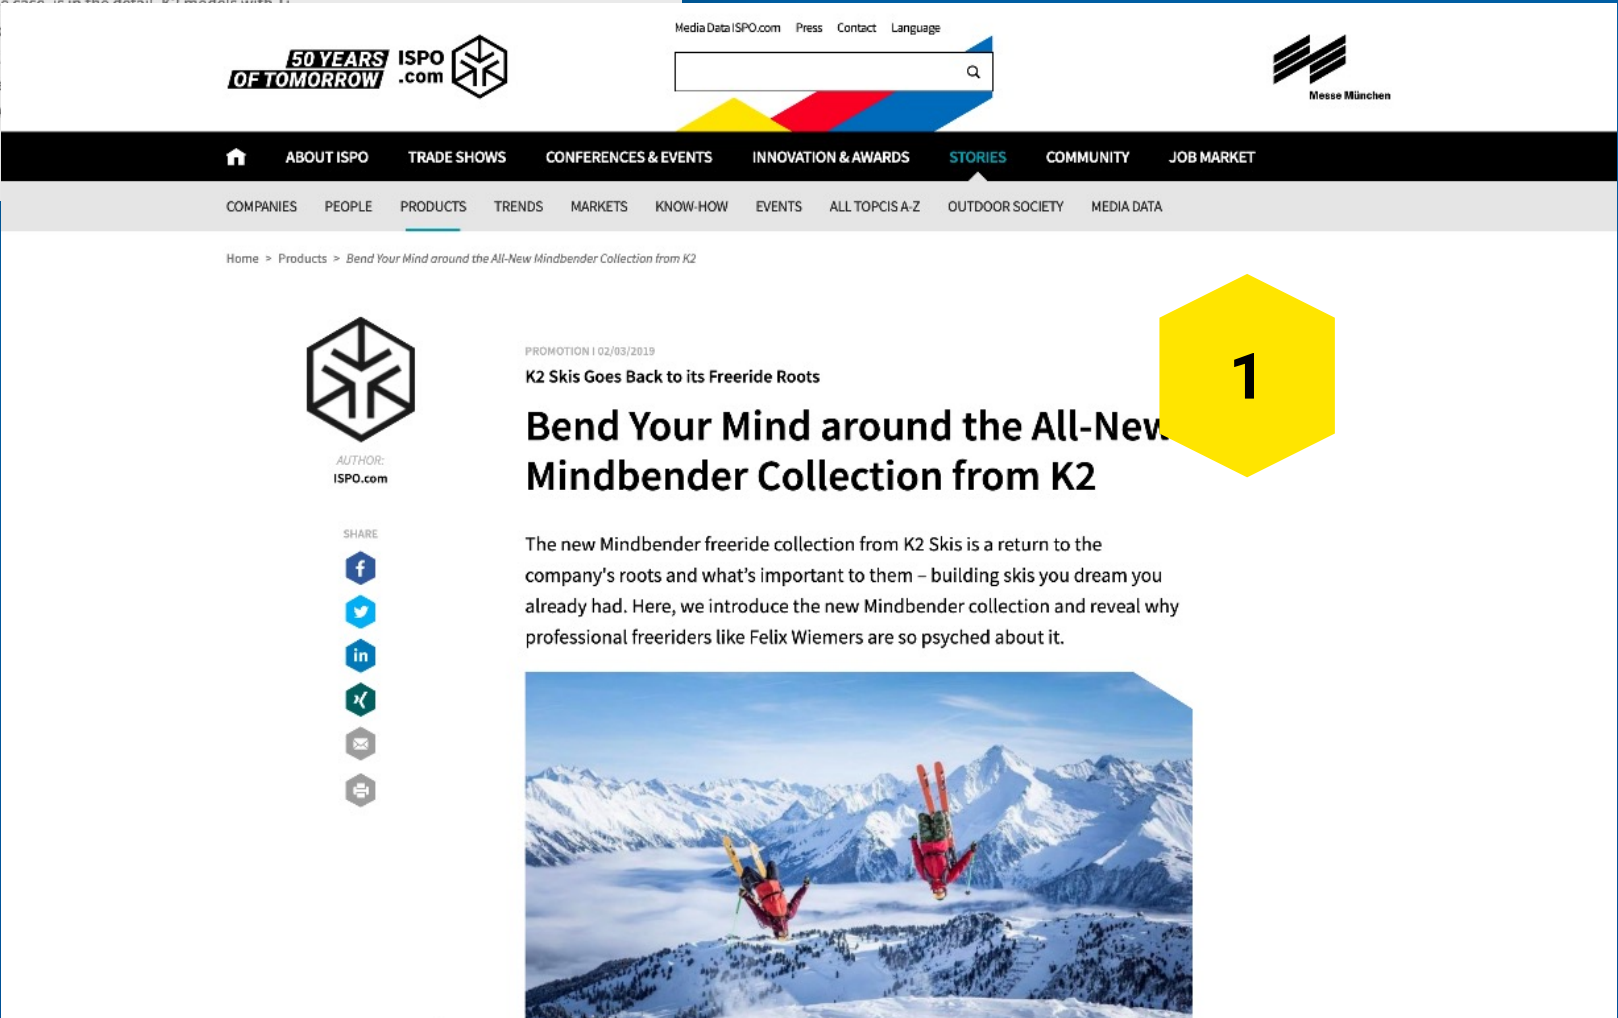 Media Data ISPO.com Press Contact Language
50 YEARS OF TOMORROW
ISPO .com
Messe München
ABOUT ISPO TRADE SHOWS CONFERENCES & EVENTS INNOVATION & AWARDS STORIES COMMUNITY JOB MARKET
COMPANIES PEOPLE PRODUCTS TRENDS MARKETS KNOW-HOW EVENTS ALL TOPCIS A-Z OUTDOOR SOCIETY MEDIA DATA
Home > Products > Bend Your Mind around the All-New Mindbender Collection from K2
1
PROMOTION I 02/03/2019
K2 Skis Goes Back to its Freeride Roots
Bend Your Mind around the All-New
Mindbender Collection from K2
AUTHOR:
ISPO.com
SHARE
The new Mindbender freeride collection from K2 Skis is a return to the
company's roots and what’s important to them – building skis you dream you
already had. Here, we introduce the new Mindbender collection and reveal why
professional freeriders like Felix Wiemers are so psyched about it.